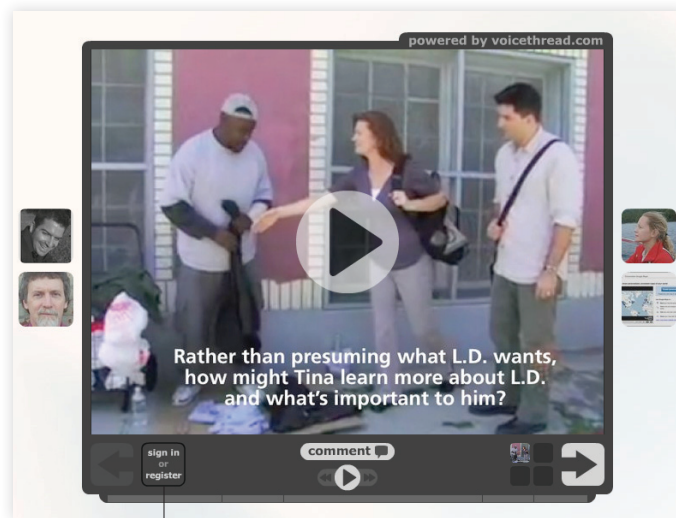 powered by voicethread.com
Rather than presuming what L.D. wants,
how might Tina learn more about L.D.
and what's important to him?
sign in
or
register
comment